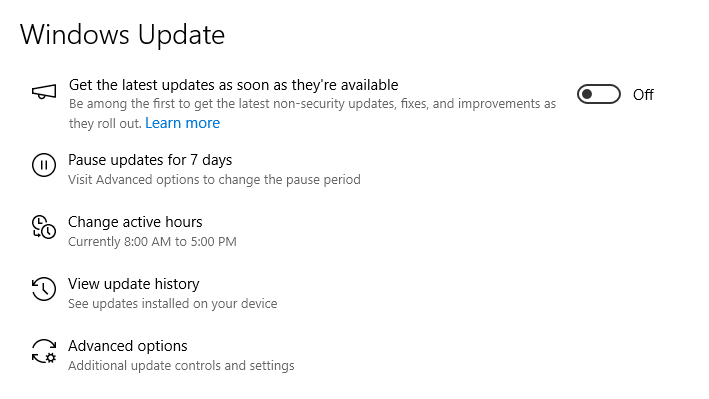 Windows Update
Get the latest updates as soon as they're available
Off
Be among the first to get the latest non-security updates, fixes, and improvements as
they roll out. Learn more
Pause updates for 7 days
Visit Advanced options to change the pause period
Change active hours
Currently 8:00 AM to 5:00 PM
View update history
See updates installed on your device
Advanced options
Additional update controls and settings